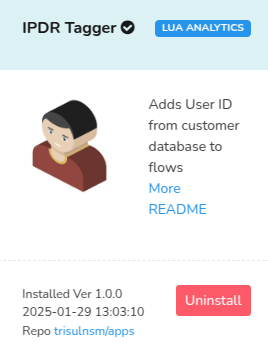 IPDR Tagger
LUA ANALYTICS
Adds User ID
from customer
database to
flows
More
README
Installed Ver 1.0.0
2025-01-29 13:03:10
Repo trisulnsm/apps
Uninstall